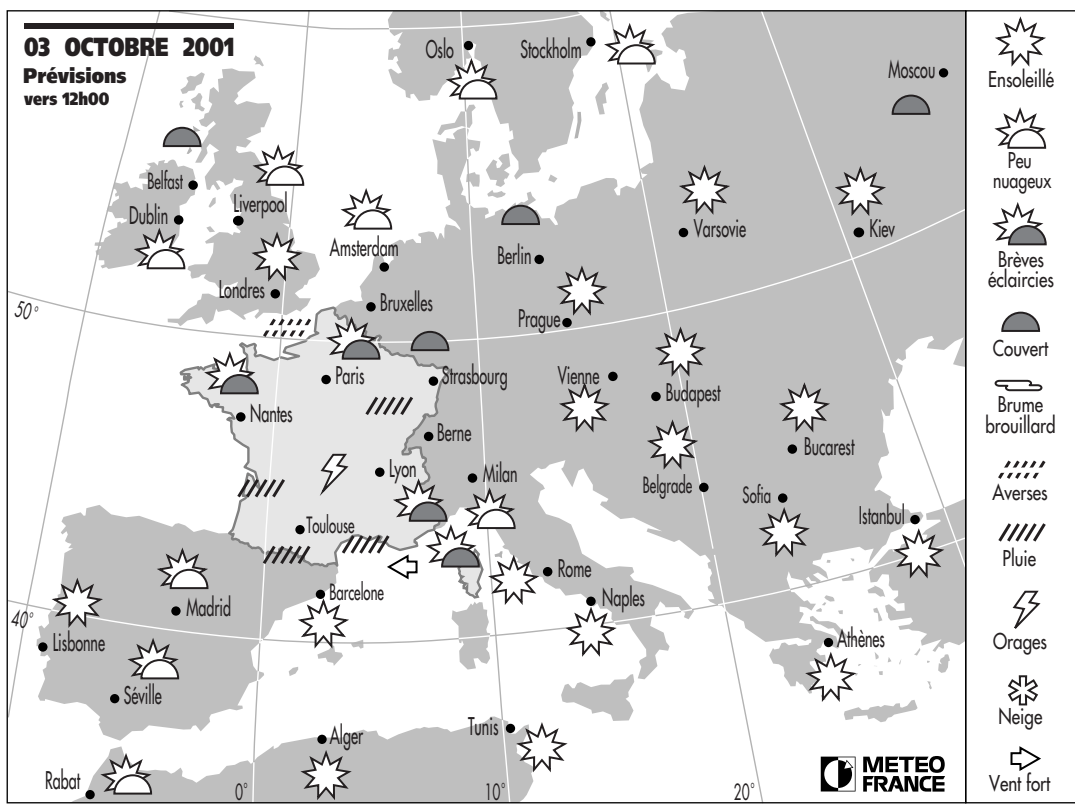 03 OCTOBRE 2001
Prévisions
vers 12h00
Oslo
Stockholm
Moscou
Belfast
Dublin
Liverpool
Amsterdam
Londres
Bruxelles
Berlin
Varsovie
Kiev
50°
Prague
Paris
Strasbourg
Vienne
Budapest
Nantes
Berne
Bucarest
Lyon
Milan
Belgrade
Sofia
Istanbul
Toulouse
Rome
Barcelone
Naples
Madrid
40°
Lisbonne
Athènes
Séville
Alger
Tunis
Rabat
0°
10°
20°
METEO
FRANCE
Ensoleillé
Peu
nuageux
Brèves
éclaircies
Couvert
Brume
brouillard
Averses
Pluie
Orages
Neige
Vent fort